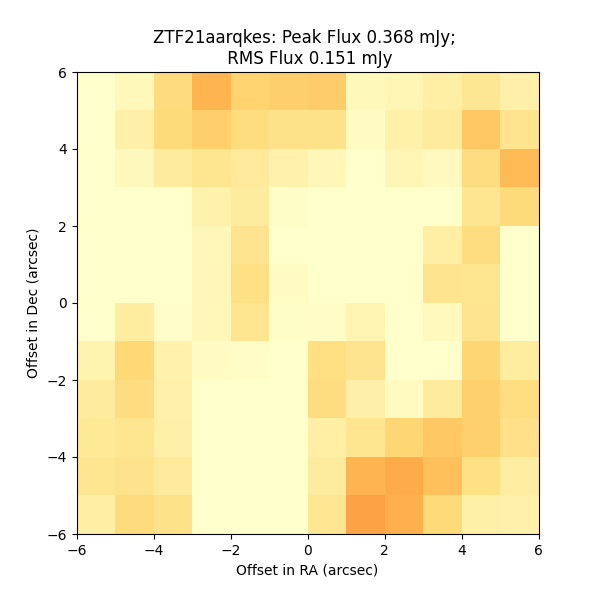 ZTF21aarqkes: Peak Flux 0.368 mJy;
RMS Flux 0.151 mJy
6
4
2
0
−2
−4
−6
Offset in Dec (arcsec)
−6 −4 −2 0 2 4 6
Offset in RA (arcsec)